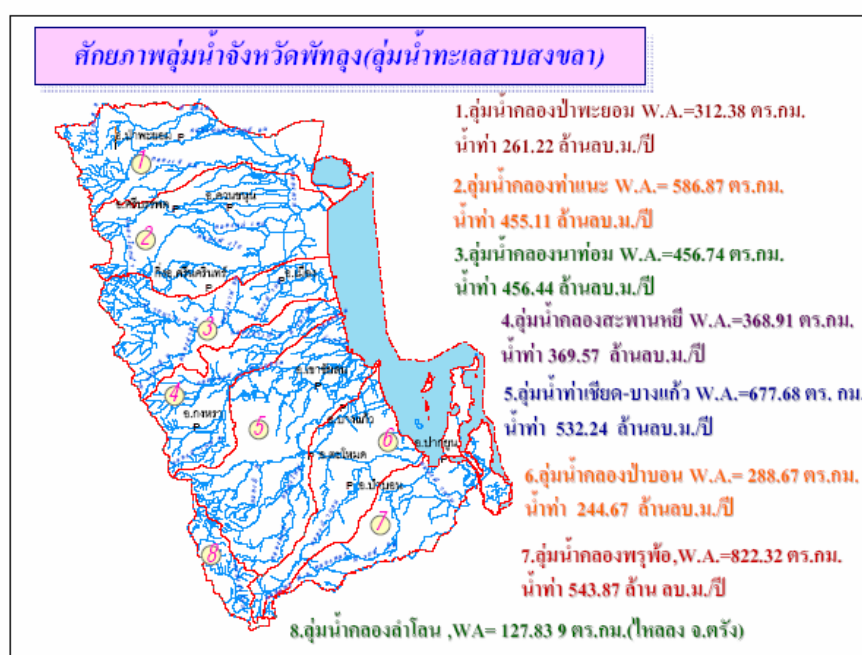 ศักยภาพลุ่มน้ำจังหวัดพัทลุง(ลุ่มน้ำทะเลสาบสงขลา)
1.ลุ่มน้ำคลองป่าพะยอม W.A.=312.38 ตร.กม.
น้ำท่า 261.22 ล้านลบ.ม./ปี
2.ลุ่มน้ำคลองท่าแนะ W.A.= 586.87 ตร.กม.
น้ำท่า 455.11 ล้านลบ.ม./ปี
3.ลุ่มน้ำคลองนาท่อม W.A.=456.74 ตร.กม.
น้ำท่า 456.44 ล้านลบ.ม./ปี
4.ลุ่มน้ำคลองสะพานหยี W.A.=368.91 ตร.กม.
น้ำท่า 369.57 ล้านลบ.ม./ปี
5.ลุ่มน้ำท่าเชียด-บางแก้ว W.A.=677.68 ตร. กม.
น้ำท่า 532.24 ล้านลบ.ม./ปี
6.ลุ่มน้ำคลองป่าบอน W.A.= 288.67 ตร.กม.
น้ำท่า 244.67 ล้านลบ.ม./ปี
7.ลุ่มน้ำคลองพรุพ้อ,W.A.=822.32 ตร.กม.
น้ำท่า 543.87 ล้าน ลบ.ม./ปี
8.ลุ่มน้ำคลองลำโลน ,WA= 127.83 9 ตร.กม.(ไหลลง จ.ตรัง)
อ.ป่าพะยอม
1
อ.ควนขนุน
อ.ศรีบรรพต
2
กิ่ง อ.ศรีนครินทร์
อ.เมือง
3
อ.เขาชัยสน
4
อ.กงหรา
อ.บางแก้ว
5
6
อ.ปากพะยูน
อ.ตะโหมด
อ.ป่าบอน
7
8